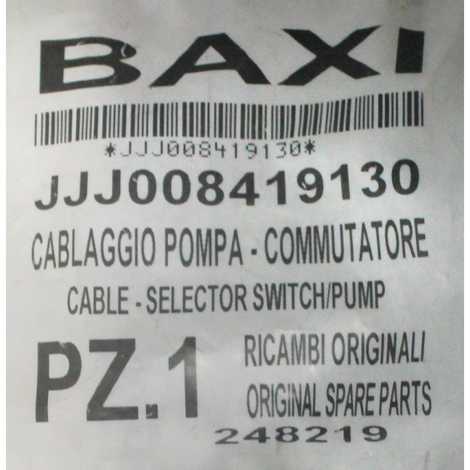 BAXI
*JJJ008419130*
JJJ008419130
CABLAGGIO POMPA - COMMUTATORE
CABLE - SELECTOR SWITCH/PUMP
PZ.1
RICAMBI ORIGINALI
ORIGINAL SPARE PARTS
248219